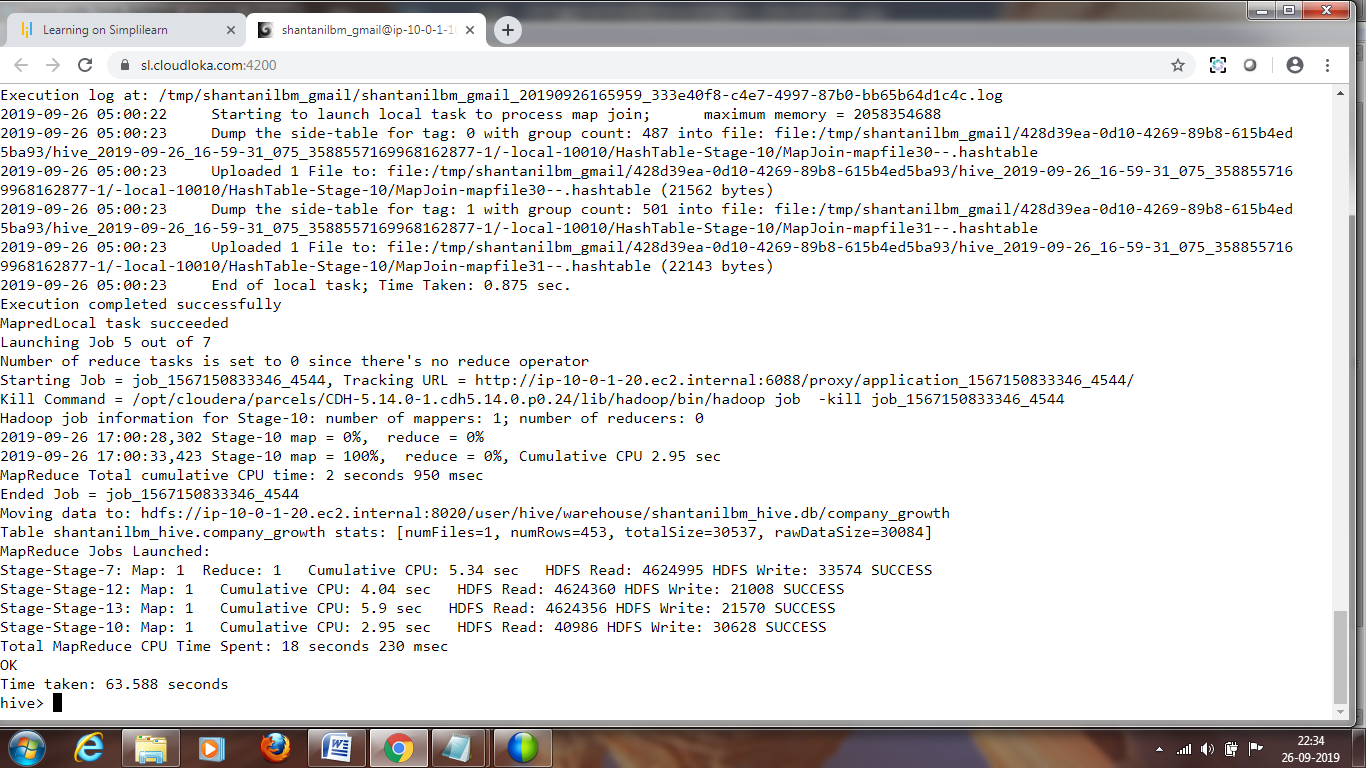 Learning on Simplilearn
shantanilbm_gmail@ip-10-0-1-10
sl.cloudloka.com:4200
Execution log at: /tmp/shantanilbm_gmail/shantanilbm_gmail_20190926165959_333e40f8-c4e7-4997-87b0-bb65b64d1c4c.log
2019-09-26 05:00:22     Starting to launch local task to process map join;      maximum memory = 2058354688
2019-09-26 05:00:23     Dump the side-table for tag: 0 with group count: 487 into file: file:/tmp/shantanilbm_gmail/428d39ea-0d10-4269-89b8-615b4ed
5ba93/hive_2019-09-26_16-59-31_075_3588557169968162877-1/-local-10010/HashTable-Stage-10/MapJoin-mapfile30--.hashtable
2019-09-26 05:00:23     Uploaded 1 File to: file:/tmp/shantanilbm_gmail/428d39ea-0d10-4269-89b8-615b4ed5ba93/hive_2019-09-26_16-59-31_075_358855716
9968162877-1/-local-10010/HashTable-Stage-10/MapJoin-mapfile30--.hashtable (21562 bytes)
2019-09-26 05:00:23     Dump the side-table for tag: 1 with group count: 501 into file: file:/tmp/shantanilbm_gmail/428d39ea-0d10-4269-89b8-615b4ed
5ba93/hive_2019-09-26_16-59-31_075_3588557169968162877-1/-local-10010/HashTable-Stage-10/MapJoin-mapfile31--.hashtable
2019-09-26 05:00:23     Uploaded 1 File to: file:/tmp/shantanilbm_gmail/428d39ea-0d10-4269-89b8-615b4ed5ba93/hive_2019-09-26_16-59-31_075_358855716
9968162877-1/-local-10010/HashTable-Stage-10/MapJoin-mapfile31--.hashtable (22143 bytes)
2019-09-26 05:00:23     End of local task; Time Taken: 0.875 sec.
Execution completed successfully
MapredLocal task succeeded
Launching Job 5 out of 7
Number of reduce tasks is set to 0 since there's no reduce operator
Starting Job = job_1567150833346_4544, Tracking URL = http://ip-10-0-1-20.ec2.internal:6088/proxy/application_1567150833346_4544/
Kill Command = /opt/cloudera/parcels/CDH-5.14.0-1.cdh5.14.0.p0.24/lib/hadoop/bin/hadoop job  -kill job_1567150833346_4544
Hadoop job information for Stage-10: number of mappers: 1; number of reducers: 0
2019-09-26 17:00:28,302 Stage-10 map = 0%,  reduce = 0%
2019-09-26 17:00:33,423 Stage-10 map = 100%,  reduce = 0%, Cumulative CPU 2.95 sec
MapReduce Total cumulative CPU time: 2 seconds 950 msec
Ended Job = job_1567150833346_4544
Moving data to: hdfs://ip-10-0-1-20.ec2.internal:8020/user/hive/warehouse/shantanilbm_hive.db/company_growth
Table shantanilbm_hive.company_growth stats: [numFiles=1, numRows=453, totalSize=30537, rawDataSize=30084]
MapReduce Jobs Launched:
Stage-Stage-7: Map: 1  Reduce: 1   Cumulative CPU: 5.34 sec   HDFS Read: 4624995 HDFS Write: 33574 SUCCESS
Stage-Stage-12: Map: 1   Cumulative CPU: 4.04 sec   HDFS Read: 4624360 HDFS Write: 21008 SUCCESS
Stage-Stage-13: Map: 1   Cumulative CPU: 5.9 sec   HDFS Read: 4624356 HDFS Write: 21570 SUCCESS
Stage-Stage-10: Map: 1   Cumulative CPU: 2.95 sec   HDFS Read: 40986 HDFS Write: 30628 SUCCESS
Total MapReduce CPU Time Spent: 18 seconds 230 msec
OK
Time taken: 63.588 seconds
hive>
22:34
26-09-2019